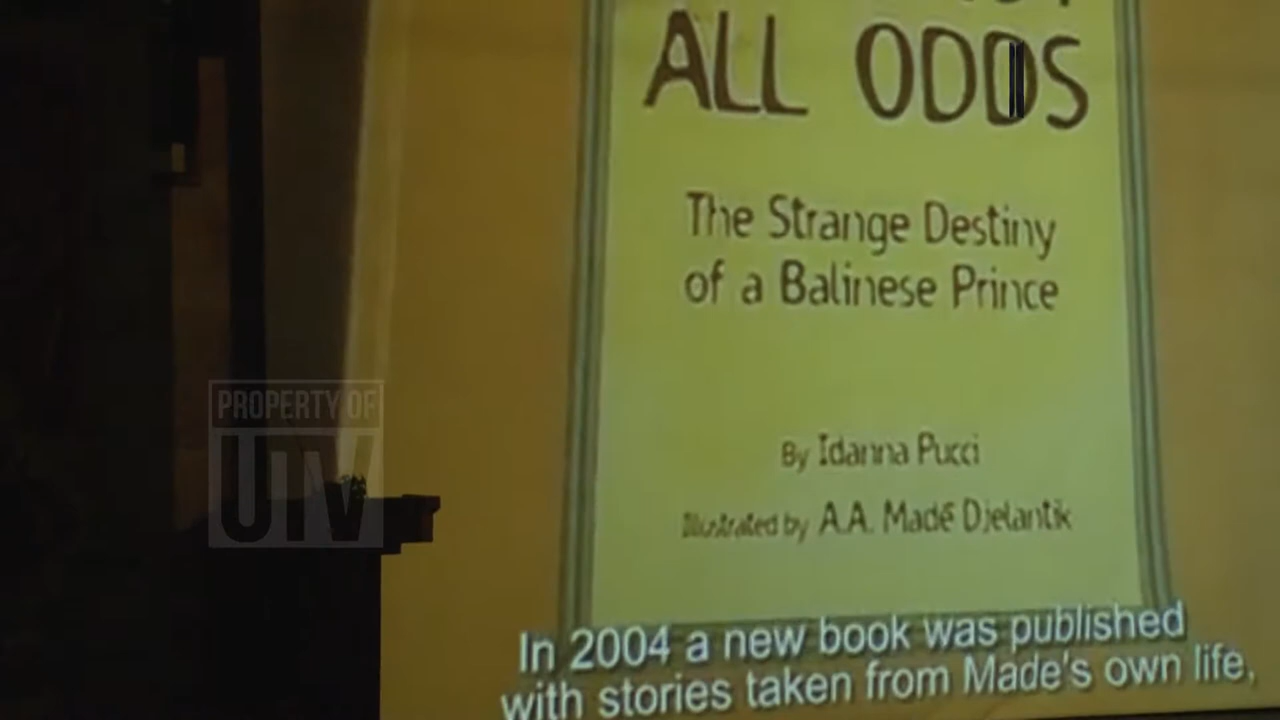 ALL ODDS
The Strange Destiny
of a Balinese Prince
By Idanna Pucci
Illustrated by A.A. Madé Djelantik
PROPERTY OF
UTV
In 2004 a new book was published
with stories taken from Made's own life,